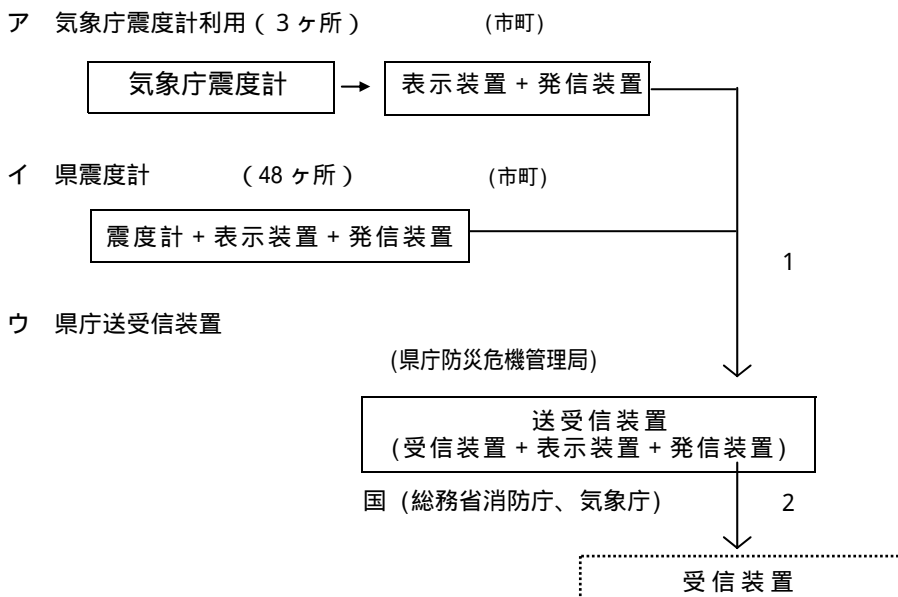 ア 気象庁震度計利用(3ヶ所) (市町)
気象庁震度計 → 表示装置+発信装置
イ 県震度計 (48ヶ所) (市町)
震度計+表示装置+発信装置
1
ウ 県庁送受信装置
(県庁防災危機管理局)
送受信装置
(受信装置+表示装置+発信装置)
国 (総務省消防庁、気象庁) 2
受信装置